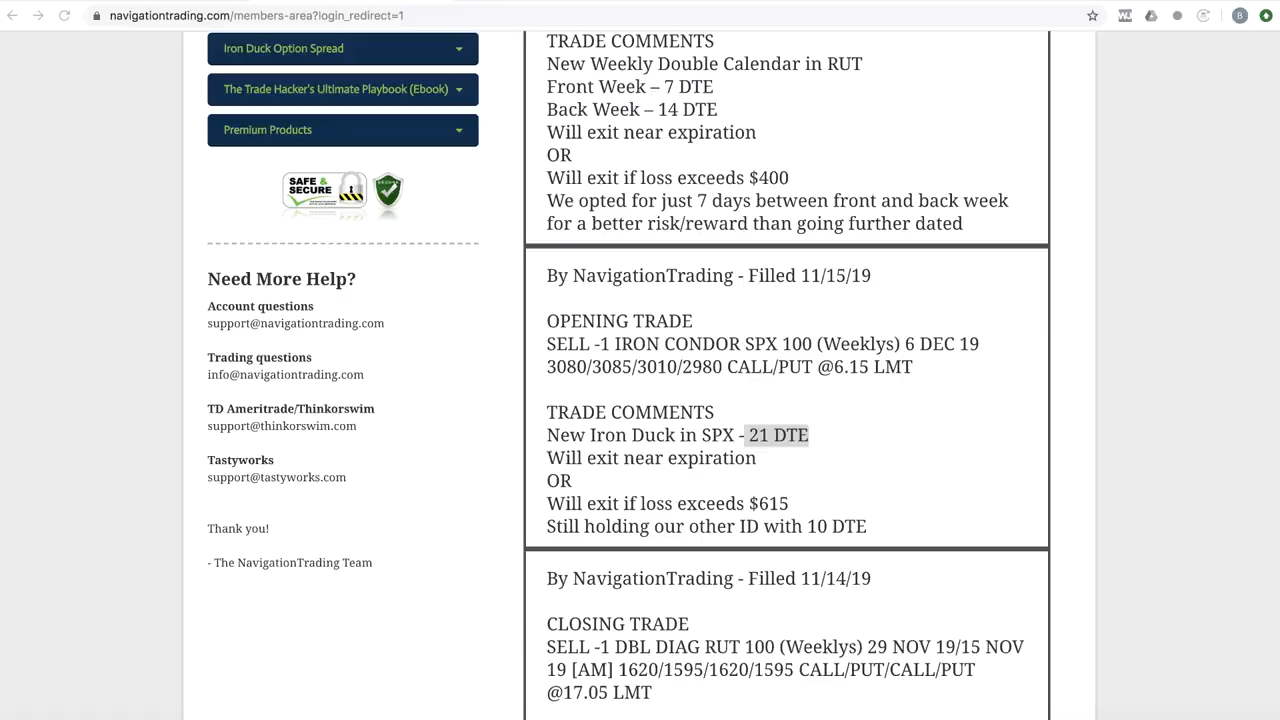 navigationtrading.com/members-area?login_redirect=1
B
Iron Duck Option Spread
The Trade Hacker's Ultimate Playbook (Ebook)
Premium Products
SAFE &
SECURE
Need More Help?
Account questions
support@navigationtrading.com
Trading questions
info@navigationtrading.com
TD Ameritrade/Thinkorswim
support@thinkorswim.com
Tastyworks
support@tastyworks.com
Thank you!
- The NavigationTrading Team
TRADE COMMENTS
New Weekly Double Calendar in RUT
Front Week – 7 DTE
Back Week – 14 DTE
Will exit near expiration
OR
Will exit if loss exceeds $400
We opted for just 7 days between front and back week
for a better risk/reward than going further dated
By NavigationTrading - Filled 11/15/19
OPENING TRADE
SELL -1 IRON CONDOR SPX 100 (Weeklys) 6 DEC 19
3080/3085/3010/2980 CALL/PUT @6.15 LMT
TRADE COMMENTS
New Iron Duck in SPX - 21 DTE
Will exit near expiration
OR
Will exit if loss exceeds $615
Still holding our other ID with 10 DTE
By NavigationTrading - Filled 11/14/19
CLOSING TRADE
SELL -1 DBL DIAG RUT 100 (Weeklys) 29 NOV 19/15 NOV
19 [AM] 1620/1595/1620/1595 CALL/PUT/CALL/PUT
@17.05 LMT